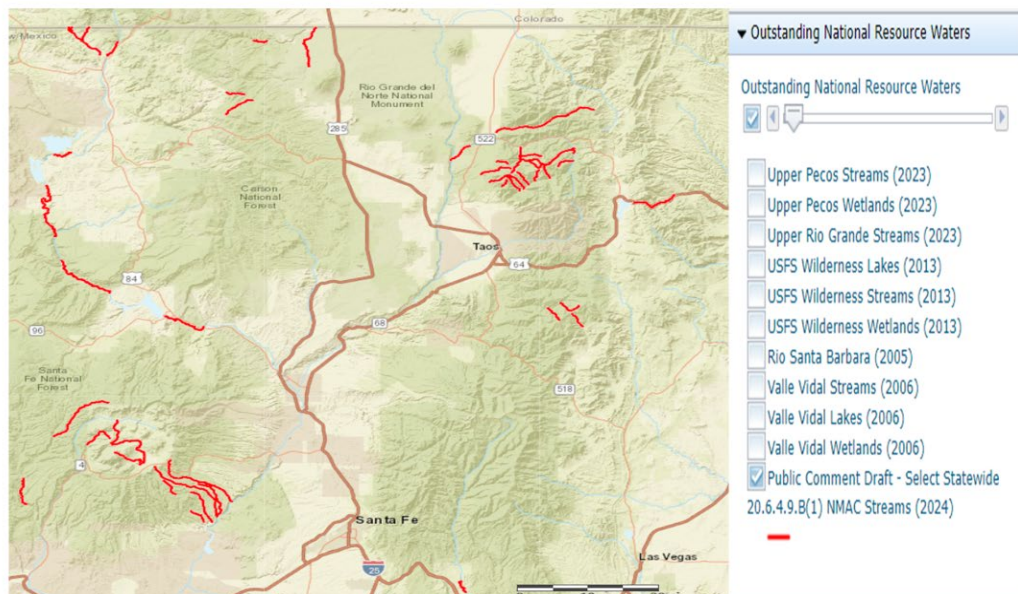 Colorado
w Mexico
Rio Grande del
Norte National
Monument
285
522
Carson
National
Forest
Taos
64
84
68
96
Santa
Fe National
Forest
518
4
Santa Fe
25
Las Vegas
▼ Outstanding National Resource Waters
Outstanding National Resource Waters
Upper Pecos Streams (2023)
Upper Pecos Wetlands (2023)
Upper Rio Grande Streams (2023)
USFS Wilderness Lakes (2013)
USFS Wilderness Streams (2013)
USFS Wilderness Wetlands (2013)
Rio Santa Barbara (2005)
Valle Vidal Streams (2006)
Valle Vidal Lakes (2006)
Valle Vidal Wetlands (2006)
Public Comment Draft - Select Statewide
20.6.4.9.B(1) NMAC Streams (2024)